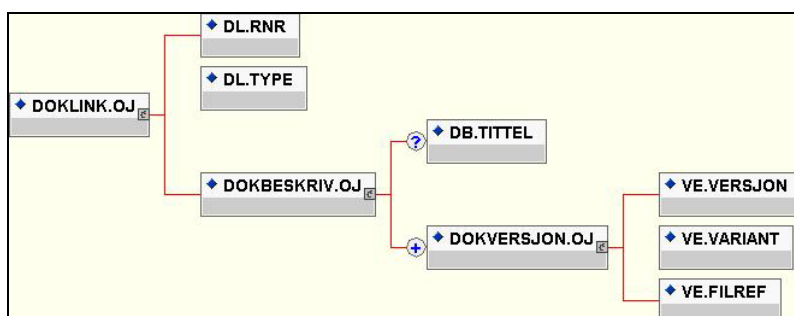 DL.RNR
DL.TYPE
DOKLINK.OJ
DB.TITTEL
?
DOKBESKRIV.OJ
VE.VERSJON
DOKVERSJON.OJ
+
VE.VARIANT
VE.FILREF